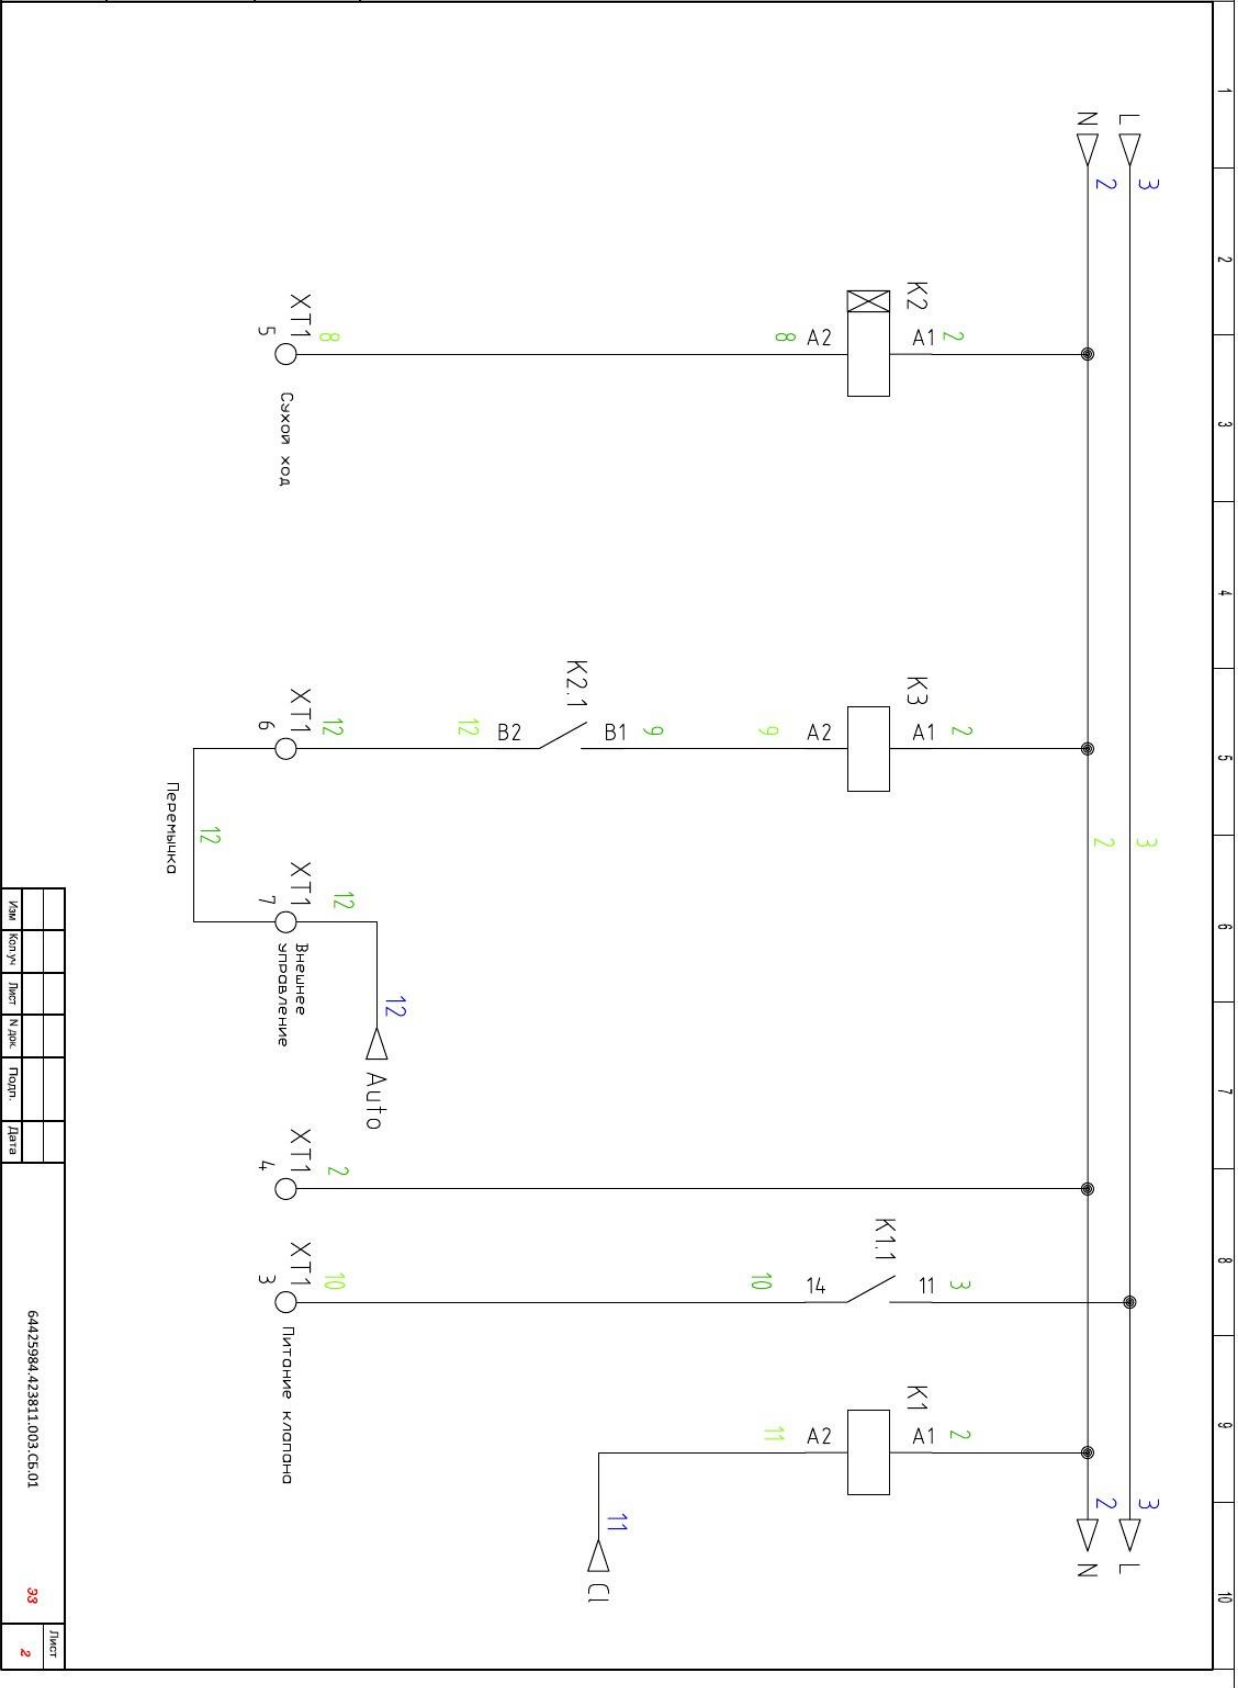 1
2
3
4
5
6
7
8
9
10
L
3
3
3
L
N
2
2
2
N
K2
A1
2
A2
8
8
XT1
5
Сухой ход
K3
A1
2
A2
9
K2.1
B1
9
B2
12
12
XT1
6
12
Перемычка
12
XT1
7
Внешнее
управление
12
Auto
2
XT1
4
K1.1
11
3
14
10
10
XT1
3
Питание клапана
K1
A1
2
A2
11
11
Cl
Изм
Кол.уч
Лист
N док.
Подп.
Дата
64425984.423811.003.СБ.01
Э3
Лист
2